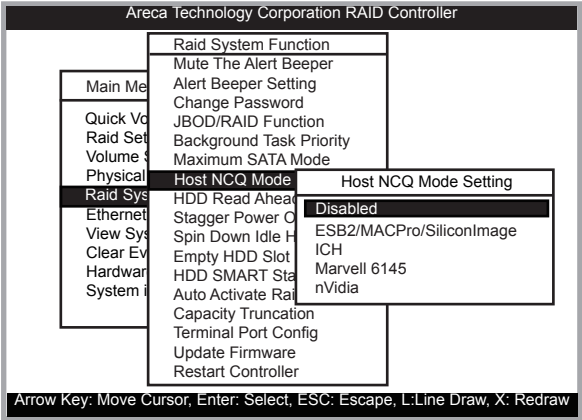 Areca Technology Corporation RAID Controller
Main Me
Quick Vo
Raid Set
Volume S
Physical
Raid Sys
Ethernet
View Sys
Clear Ev
Hardwar
System i
Raid System Function
Mute The Alert Beeper
Alert Beeper Setting
Change Password
JBOD/RAID Function
Background Task Priority
Maximum SATA Mode
Host NCQ Mode
HDD Read Ahea
Stagger Power O
Spin Down Idle H
Empty HDD Slot
HDD SMART Sta
Auto Activate Rai
Capacity Truncation
Terminal Port Config
Update Firmware
Restart Controller
Host NCQ Mode Setting
Disabled
ESB2/MACPro/SiliconImage
ICH
Marvell 6145
nVidia
Arrow Key: Move Cursor, Enter: Select, ESC: Escape, L:Line Draw, X: Redraw